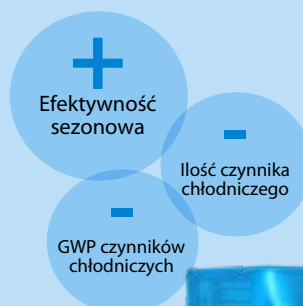 +
Efektywność
sezonowa
-
Ilość czynnika
chłodniczego
-
GWP czynników
chłodniczych